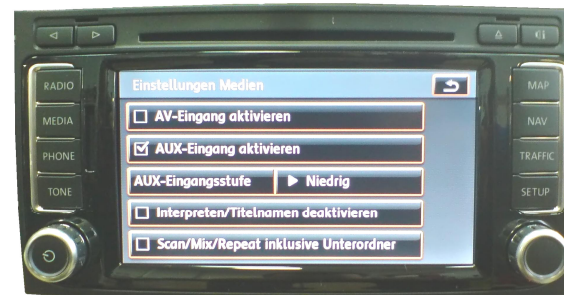 RADIO
MEDIA
PHONE
TONE
Einstellungen Medien
AV-Eingang aktivieren
AUX-Eingang aktivieren
AUX-Eingangsstufe Niedrig
Interpreten/Titelnamen deaktivieren
Scan/Mix/Repeat inklusive Unterordner
MAP
NAV
TRAFFIC
SETUP